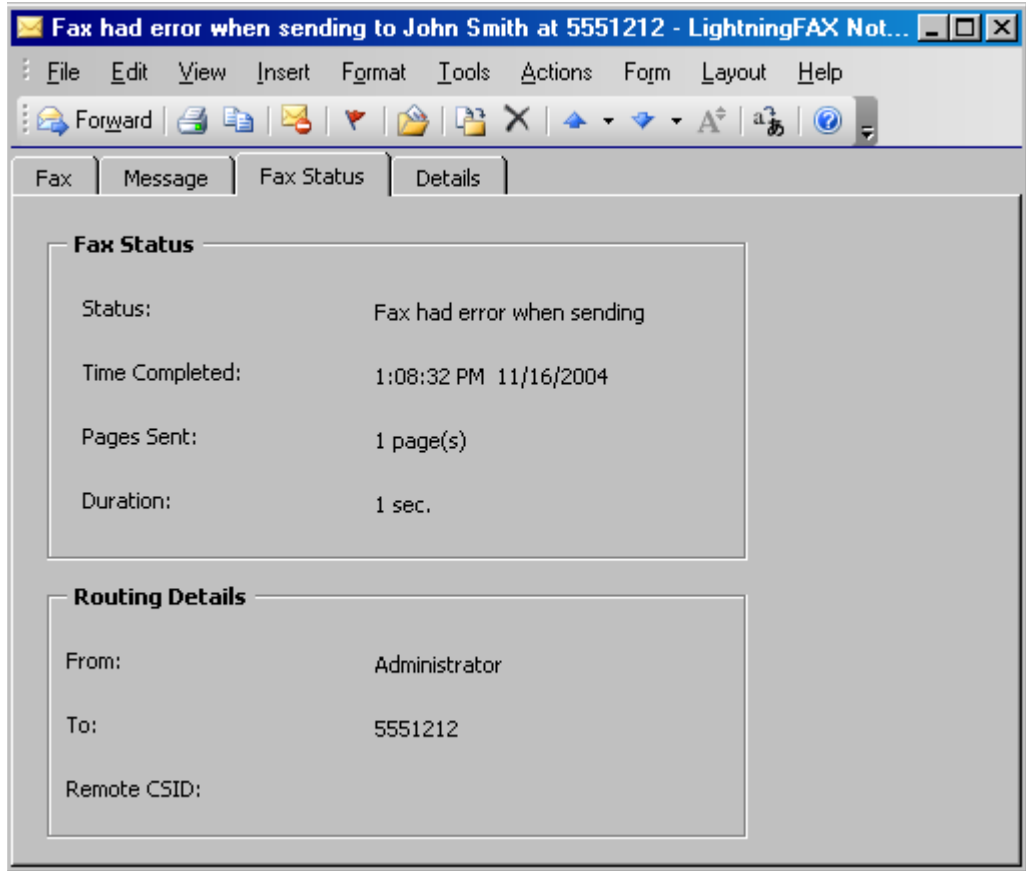 Fax had error when sending to John Smith at 5551212 - LightningFAX Not...
File Edit View Insert Format Tools Actions Form Layout Help
Forward
Fax Message Fax Status Details
Fax Status
Status: Fax had error when sending
Time Completed: 1:08:32 PM 11/16/2004
Pages Sent: 1 page(s)
Duration: 1 sec.
Routing Details
From: Administrator
To: 5551212
Remote CSID: